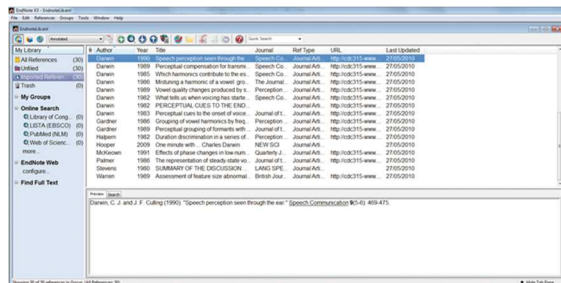 EndNote X3 - EndnoteLib.enl
File Edit References Groups Tools Window Help
EndnoteLib.enl
Annotated Quick Search
My Library
All References (30)
Unfiled (30)
Imported Referen... (30)
Trash (0)
My Groups
Online Search
Library of Cong... (0)
LISTA (EBSCO) (0)
PubMed (NLM) (0)
Web of Scienc... (0)
more...
EndNote Web
configure...
Find Full Text
Author Year Title Journal Ref Type URL Last Updated
Darwin 1990 Speech perception seen through the ... Speech Co... Journal Arti... http://cdc315-www... 27/05/2010
Darwin 1989 Perceptual compensation for transmi... Speech Co... Journal Arti... http://cdc315-www... 27/05/2010
Darwin 1985 Which harmonics contribute to the es... Speech Co... Journal Arti... http://cdc315-www... 27/05/2010
Darwin 1986 Mistuning a harmonic of a vowel: gro... The Journal... Journal Arti... http://cdc315-www... 27/05/2010
Darwin 1989 Vowel quality changes produced by s... Perception ... Journal Arti... http://cdc315-www... 27/05/2010
Darwin 1982 What tells us when voicing has starte... Speech Co... Journal Arti... http://cdc315-www... 27/05/2010
Darwin 1982 PERCEPTUAL CUES TO THE END... Journal Arti... 27/05/2010
Darwin 1983 Perceptual cues to the onset of voice... Journal of t... Journal Arti... http://cdc315-www... 27/05/2010
Gardner 1986 Grouping of vowel harmonics by freq... Perception ... Journal Arti... http://cdc315-www... 27/05/2010
Gardner 1989 Perceptual grouping of formants with ... Journal of t... Journal Arti... http://cdc315-www... 27/05/2010
Halpern 1982 Duration discrimination in a series of... Perception ... Journal Arti... http://cdc315-www... 27/05/2010
Hooper 2009 One minute with ... Charles Darwin NEW SCI Journal Arti... 27/05/2010
McKeown 1991 Effects of phase changes in low num... Quarterly J... Journal Arti... http://cdc315-www... 27/05/2010
Palmer 1986 The representation of steady-state vo... Journal of t... Journal Arti... http://cdc315-www... 27/05/2010
Stevens 1980 SUMMARY OF THE DISCUSSION ... LANG SPE... Journal Arti... 27/05/2010
Warren 1969 Assessment of feature size abnormal... British Jour... Journal Arti... http://cdc315-www... 27/05/2010
Preview Search
Darwin, C. J. and J. F. Culling (1990). "Speech perception seen through the ear." Speech Communication 9(5-6): 469-475.
Hide Tab Pane